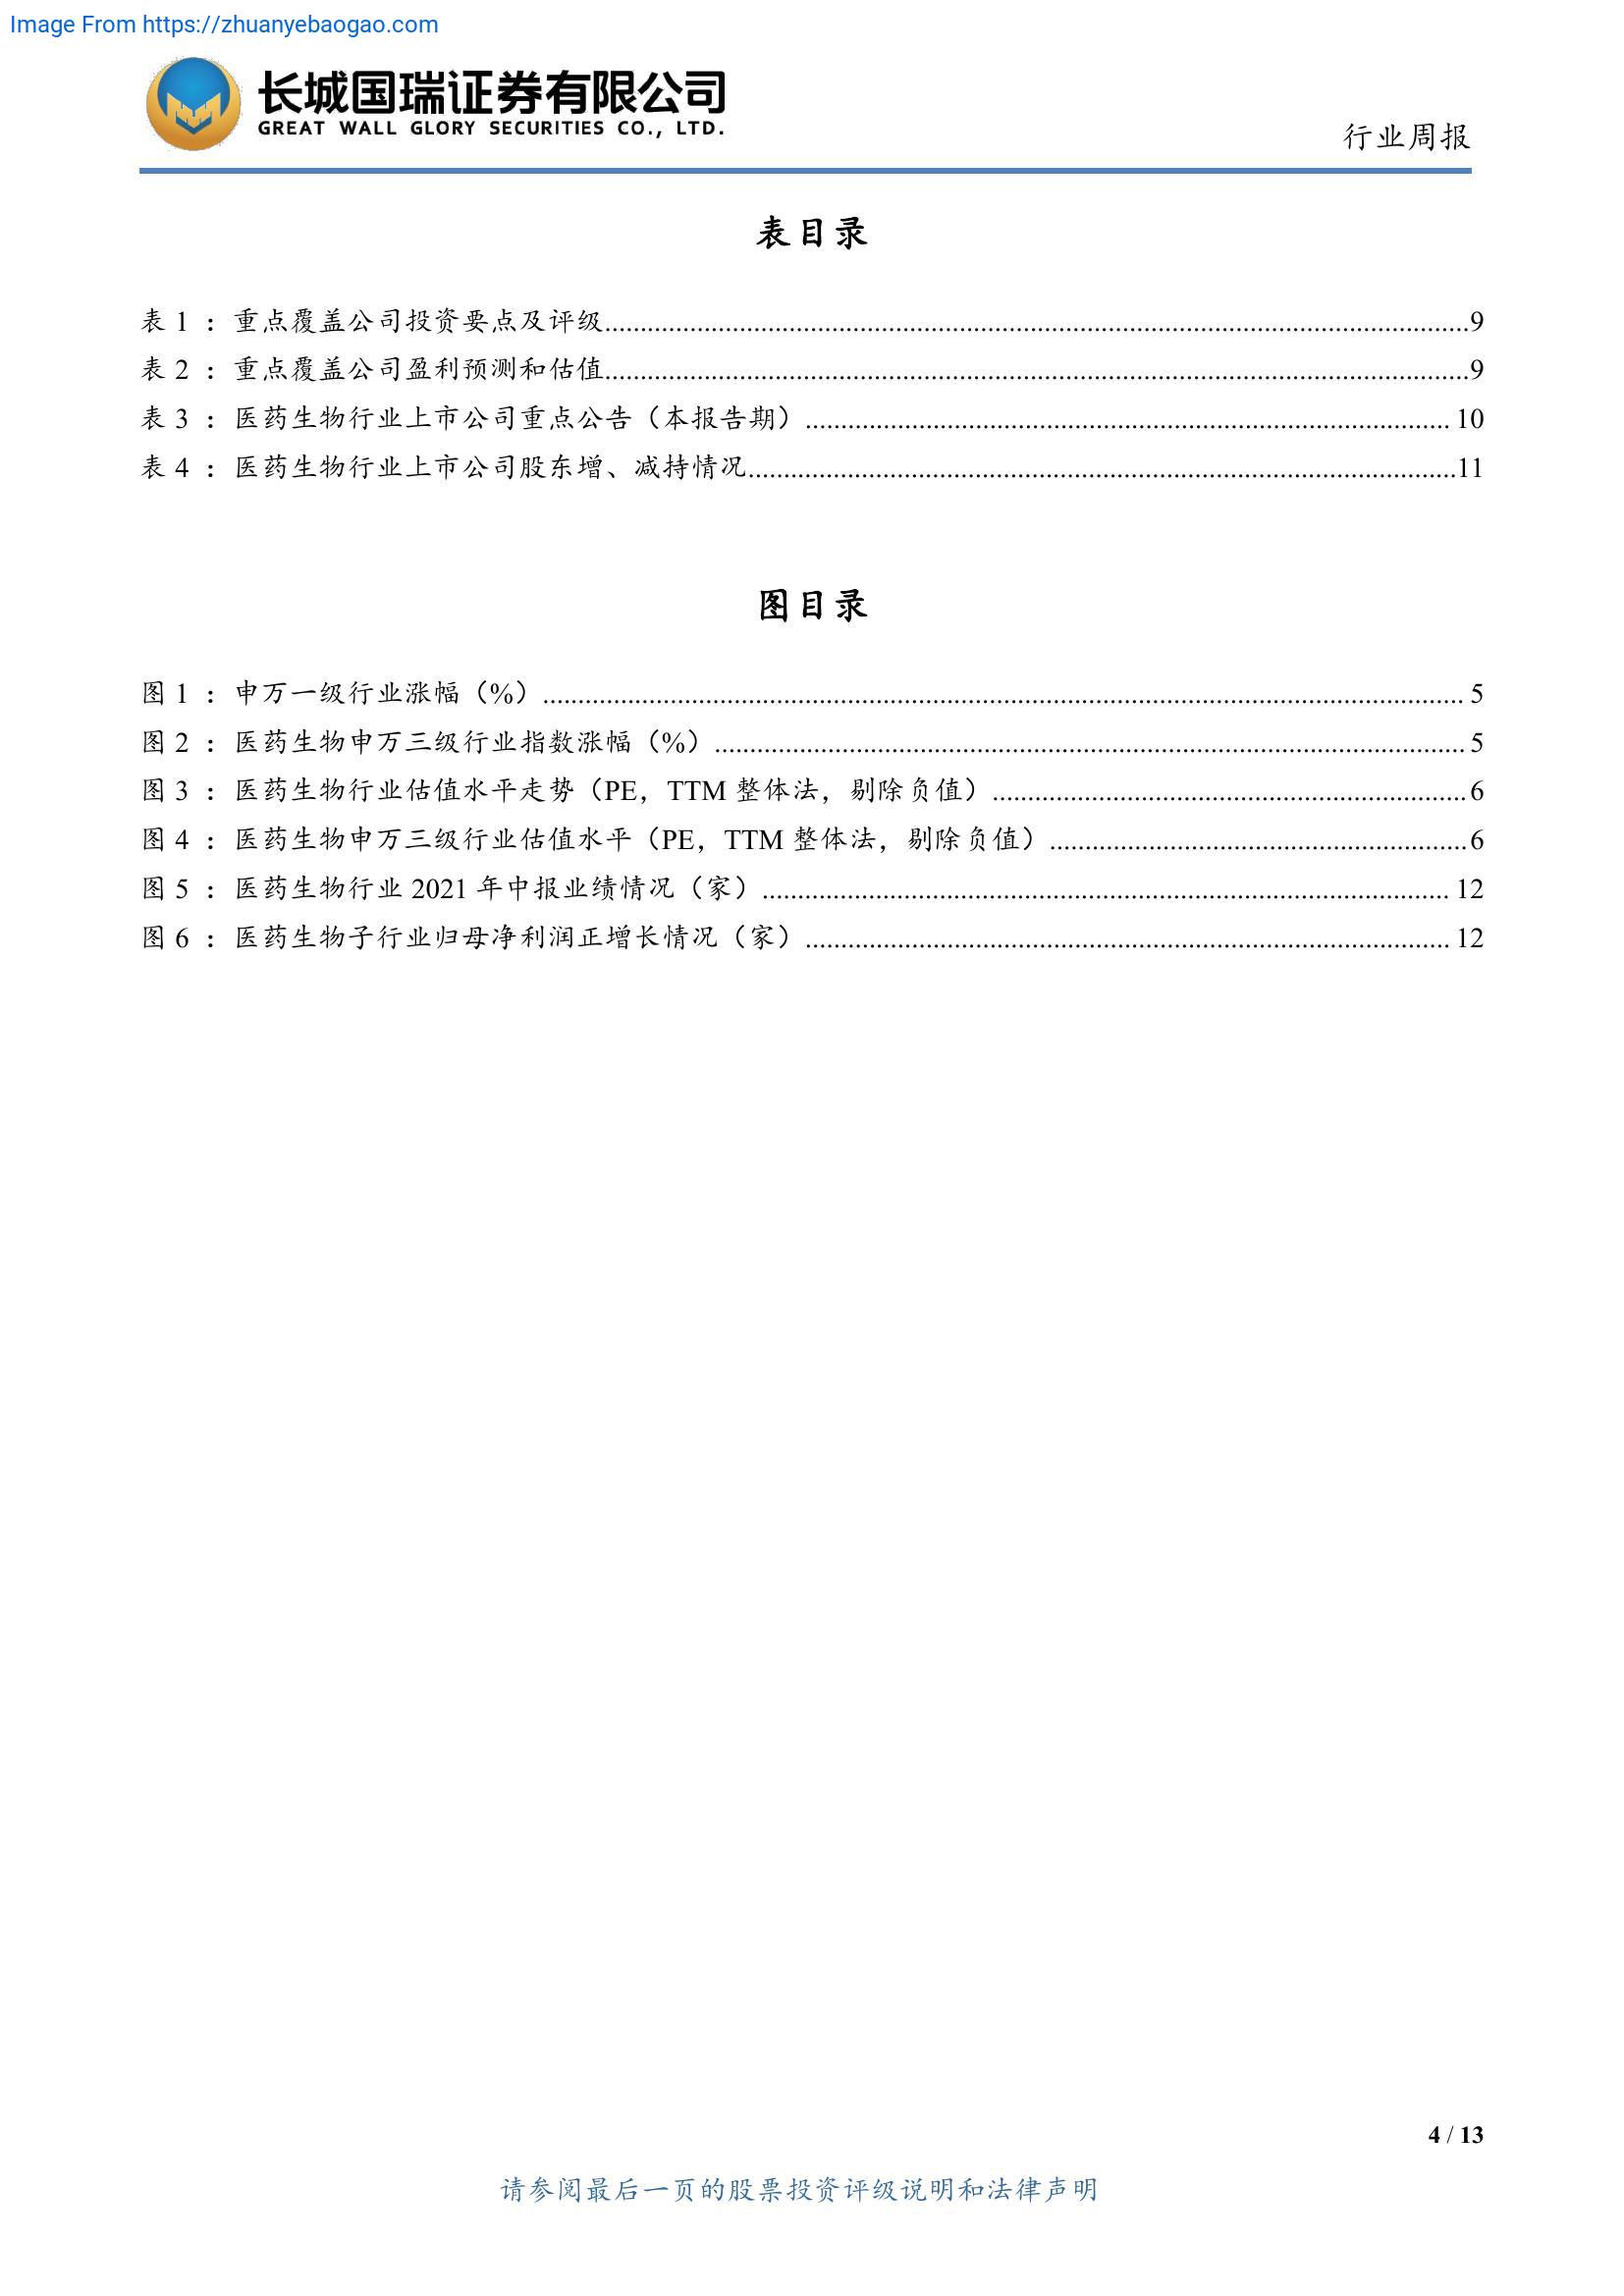 Image From https://zhuanyebaogao.com
长城国瑞证券有限公司
GREAT WALL GLORY SECURITIES CO., LTD.
行业周报
表目录
表 1 ：重点覆盖公司投资要点及评级........................................9
表 2 ：重点覆盖公司盈利预测和估值........................................9
表 3 ：医药生物行业上市公司重点公告（本报告期）........................................10
表 4 ：医药生物行业上市公司股东增、减持情况........................................11
图目录
图 1 ：申万一级行业涨幅（%）........................................5
图 2 ：医药生物申万三级行业指数涨幅（%）........................................5
图 3 ：医药生物行业估值水平走势（PE，TTM 整体法，剔除负值）........................................6
图 4 ：医药生物申万三级行业估值水平（PE，TTM 整体法，剔除负值）........................................6
图 5 ：医药生物行业 2021 年中报业绩情况（家）........................................12
图 6 ：医药生物子行业归母净利润正增长情况（家）........................................12
4 / 13
请参阅最后一页的股票投资评级说明和法律声明